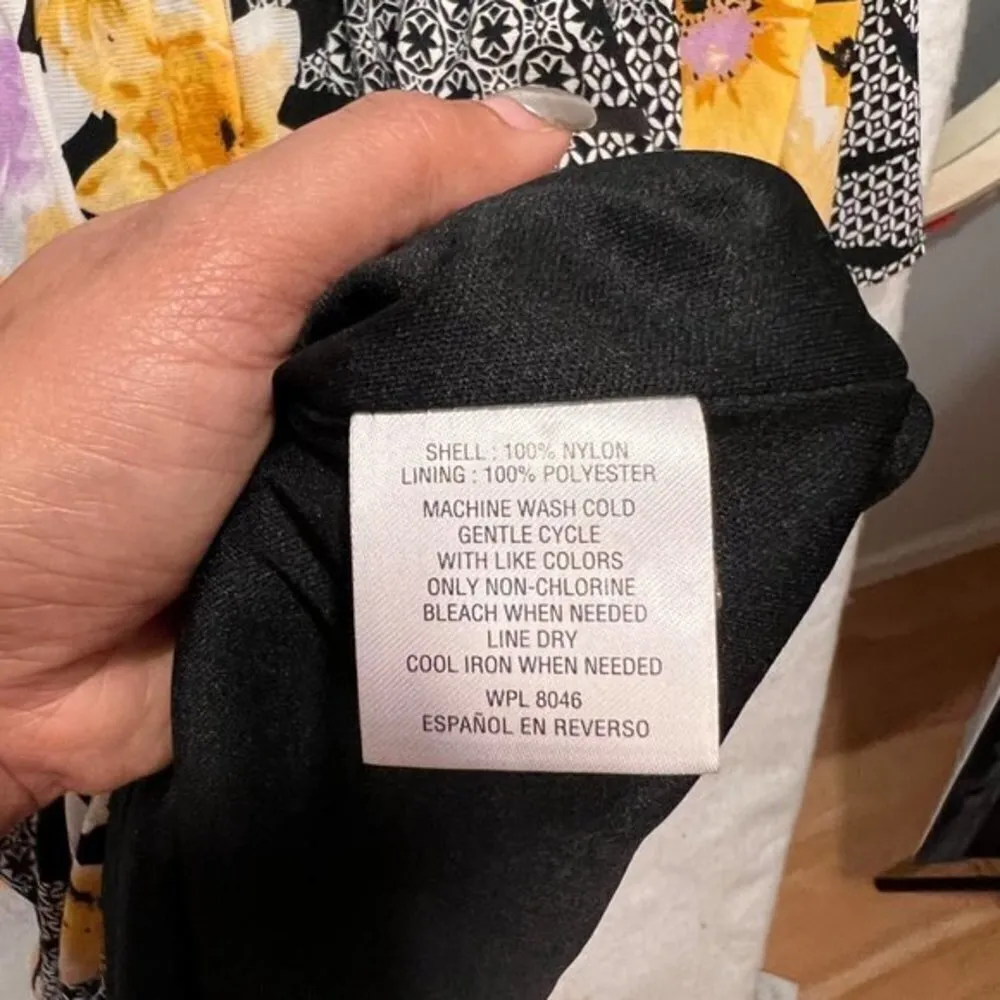 SHELL : 100% NYLON
LINING : 100% POLYESTER
MACHINE WASH COLD
GENTLE CYCLE
WITH LIKE COLORS
ONLY NON-CHLORINE
BLEACH WHEN NEEDED
LINE DRY
COOL IRON WHEN NEEDED
WPL 8046
ESPAÑOL EN REVERSO